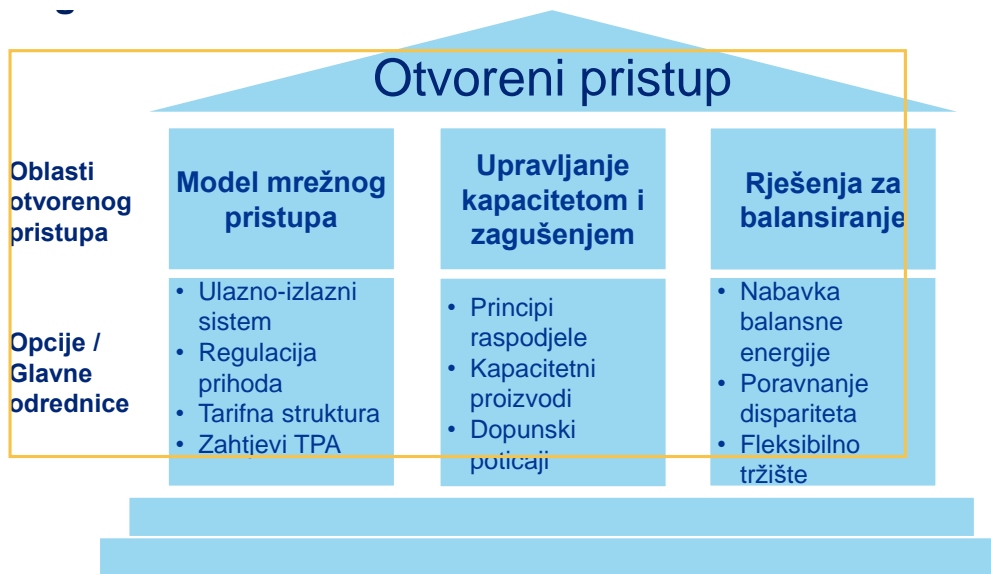 Otvoreni pristup
Oblasti
otvorenog
pristupa
Model mrežnog
pristupa
Upravljanje
kapacitetom i
zagušenjem
Rješenja za
balansiranje
Opcije /
Glavne
odrednice
• Ulazno-izlazni
sistem
• Regulacija
prihoda
• Tarifna struktura
• Zahtjevi TPA
• Principi
raspodjele
• Kapacitetni
proizvodi
• Dopunski
poticaji
• Nabavka
balansne
energije
• Poravnanje
dispariteta
• Fleksibilno
tržište